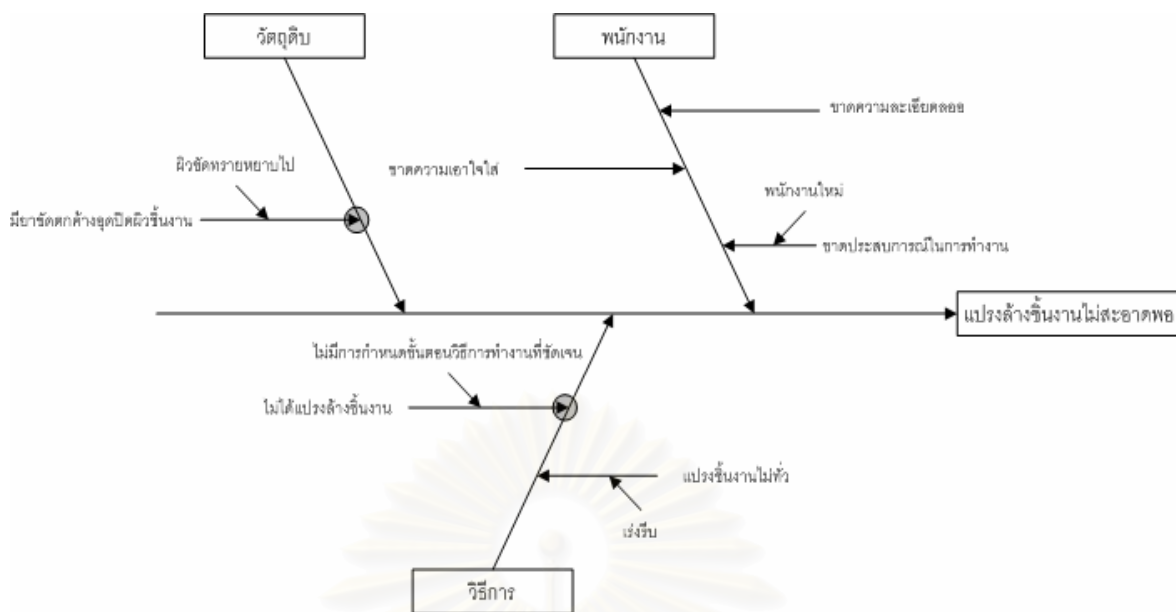 วัตถุดิบ
พนักงาน
ขาดความละเอียดลออ
ผิวขัดทรายหยาบไป
ขาดความเอาใจใส่
พนักงานใหม่
มียาขัดตกค้างอุดปิดผิวชิ้นงาน
ขาดประสบการณ์ในการทำงาน
แปรงล้างชิ้นงานไม่สะอาดพอ
ไม่มีการกำหนดขั้นตอนวิธีการทำงานที่ชัดเจน
ไม่ได้แปรงล้างชิ้นงาน
แปรงชิ้นงานไม่ทั่ว
เร่งรีบ
วิธีการ